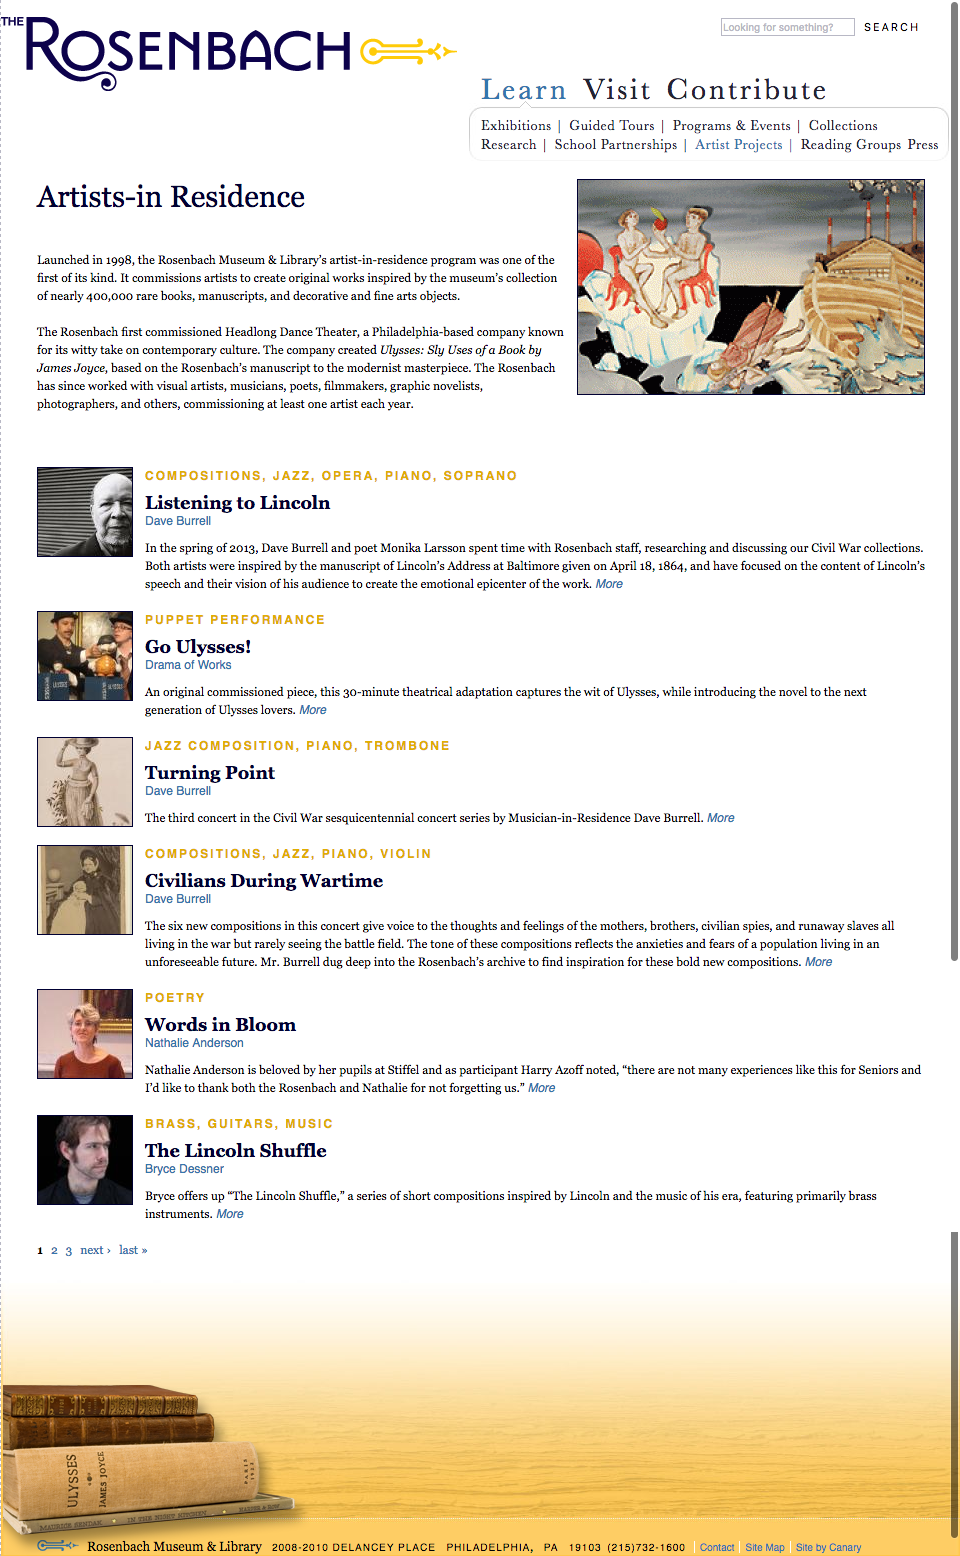 THE
ROSENBACH
Looking for something?
SEARCH
Learn Visit Contribute
Exhibitions | Guided Tours | Programs & Events | Collections
Research | School Partnerships | Artist Projects | Reading Groups Press
Artists-in Residence
Launched in 1998, the Rosenbach Museum & Library’s artist-in-residence program was one of the
first of its kind. It commissions artists to create original works inspired by the museum’s collection
of nearly 400,000 rare books, manuscripts, and decorative and fine arts objects.
The Rosenbach first commissioned Headlong Dance Theater, a Philadelphia-based company known
for its witty take on contemporary culture. The company created Ulysses: Sly Uses of a Book by
James Joyce, based on the Rosenbach’s manuscript to the modernist masterpiece. The Rosenbach
has since worked with visual artists, musicians, poets, filmmakers, graphic novelists,
photographers, and others, commissioning at least one artist each year.
COMPOSITIONS, JAZZ, OPERA, PIANO, SOPRANO
Listening to Lincoln
Dave Burrell
In the spring of 2013, Dave Burrell and poet Monika Larsson spent time with Rosenbach staff, researching and discussing our Civil War collections.
Both artists were inspired by the manuscript of Lincoln’s Address at Baltimore given on April 18, 1864, and have focused on the content of Lincoln’s
speech and their vision of his audience to create the emotional epicenter of the work. More
PUPPET PERFORMANCE
Go Ulysses!
Drama of Works
An original commissioned piece, this 30-minute theatrical adaptation captures the wit of Ulysses, while introducing the novel to the next
generation of Ulysses lovers. More
JAZZ COMPOSITION, PIANO, TROMBONE
Turning Point
Dave Burrell
The third concert in the Civil War sesquicentennial concert series by Musician-in-Residence Dave Burrell. More
COMPOSITIONS, JAZZ, PIANO, VIOLIN
Civilians During Wartime
Dave Burrell
The six new compositions in this concert give voice to the thoughts and feelings of the mothers, brothers, civilian spies, and runaway slaves all
living in the war but rarely seeing the battle field. The tone of these compositions reflects the anxieties and fears of a population living in an
unforeseeable future. Mr. Burrell dug deep into the Rosenbach’s archive to find inspiration for these bold new compositions. More
POETRY
Words in Bloom
Nathalie Anderson
Nathalie Anderson is beloved by her pupils at Stiffel and as participant Harry Azoff noted, “there are not many experiences like this for Seniors and
I’d like to thank both the Rosenbach and Nathalie for not forgetting us.” More
BRASS, GUITARS, MUSIC
The Lincoln Shuffle
Bryce Dessner
Bryce offers up “The Lincoln Shuffle,” a series of short compositions inspired by Lincoln and the music of his era, featuring primarily brass
instruments. More
1 2 3 next › last »
ULYSSES
JAMES JOYCE
PARIS
1922
MAURICE SENDAK • IN THE NIGHT KITCHEN • HARPER & ROW
Rosenbach Museum & Library 2008-2010 DELANCEY PLACE PHILADELPHIA, PA 19103 (215)732-1600 | Contact | Site Map | Site by Canary